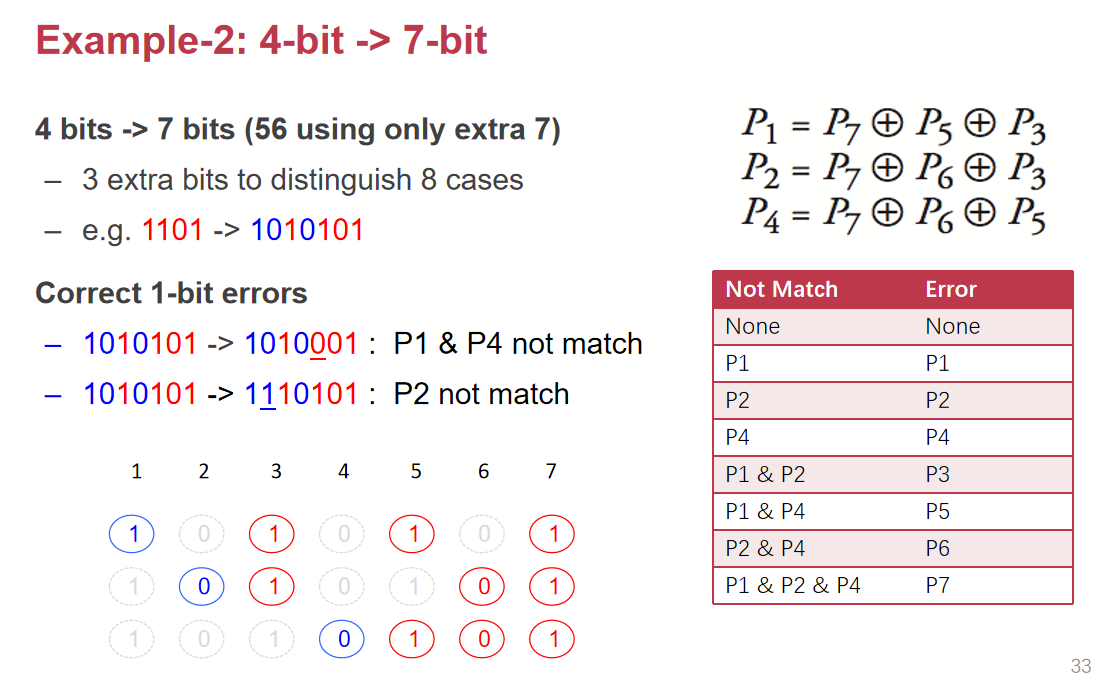 Example-2: 4-bit -> 7-bit
4 bits -> 7 bits (56 using only extra 7)
– 3 extra bits to distinguish 8 cases
– e.g. 1101 -> 1010101
Correct 1-bit errors
– 1010101 -> 1010001 : P1 & P4 not match
– 1010101 -> 1110101 : P2 not match
1 2 3 4 5 6 7
1 0 1 0 1 0 1
1 0 1 0 1 0 1
1 0 1 0 1 0 1
P₁ = P₇ ⊕ P₅ ⊕ P₃
P₂ = P₇ ⊕ P₆ ⊕ P₃
P₄ = P₇ ⊕ P₆ ⊕ P₅
Not Match Error
None None
P1 P1
P2 P2
P4 P4
P1 & P2 P3
P1 & P4 P5
P2 & P4 P6
P1 & P2 & P4 P7
33